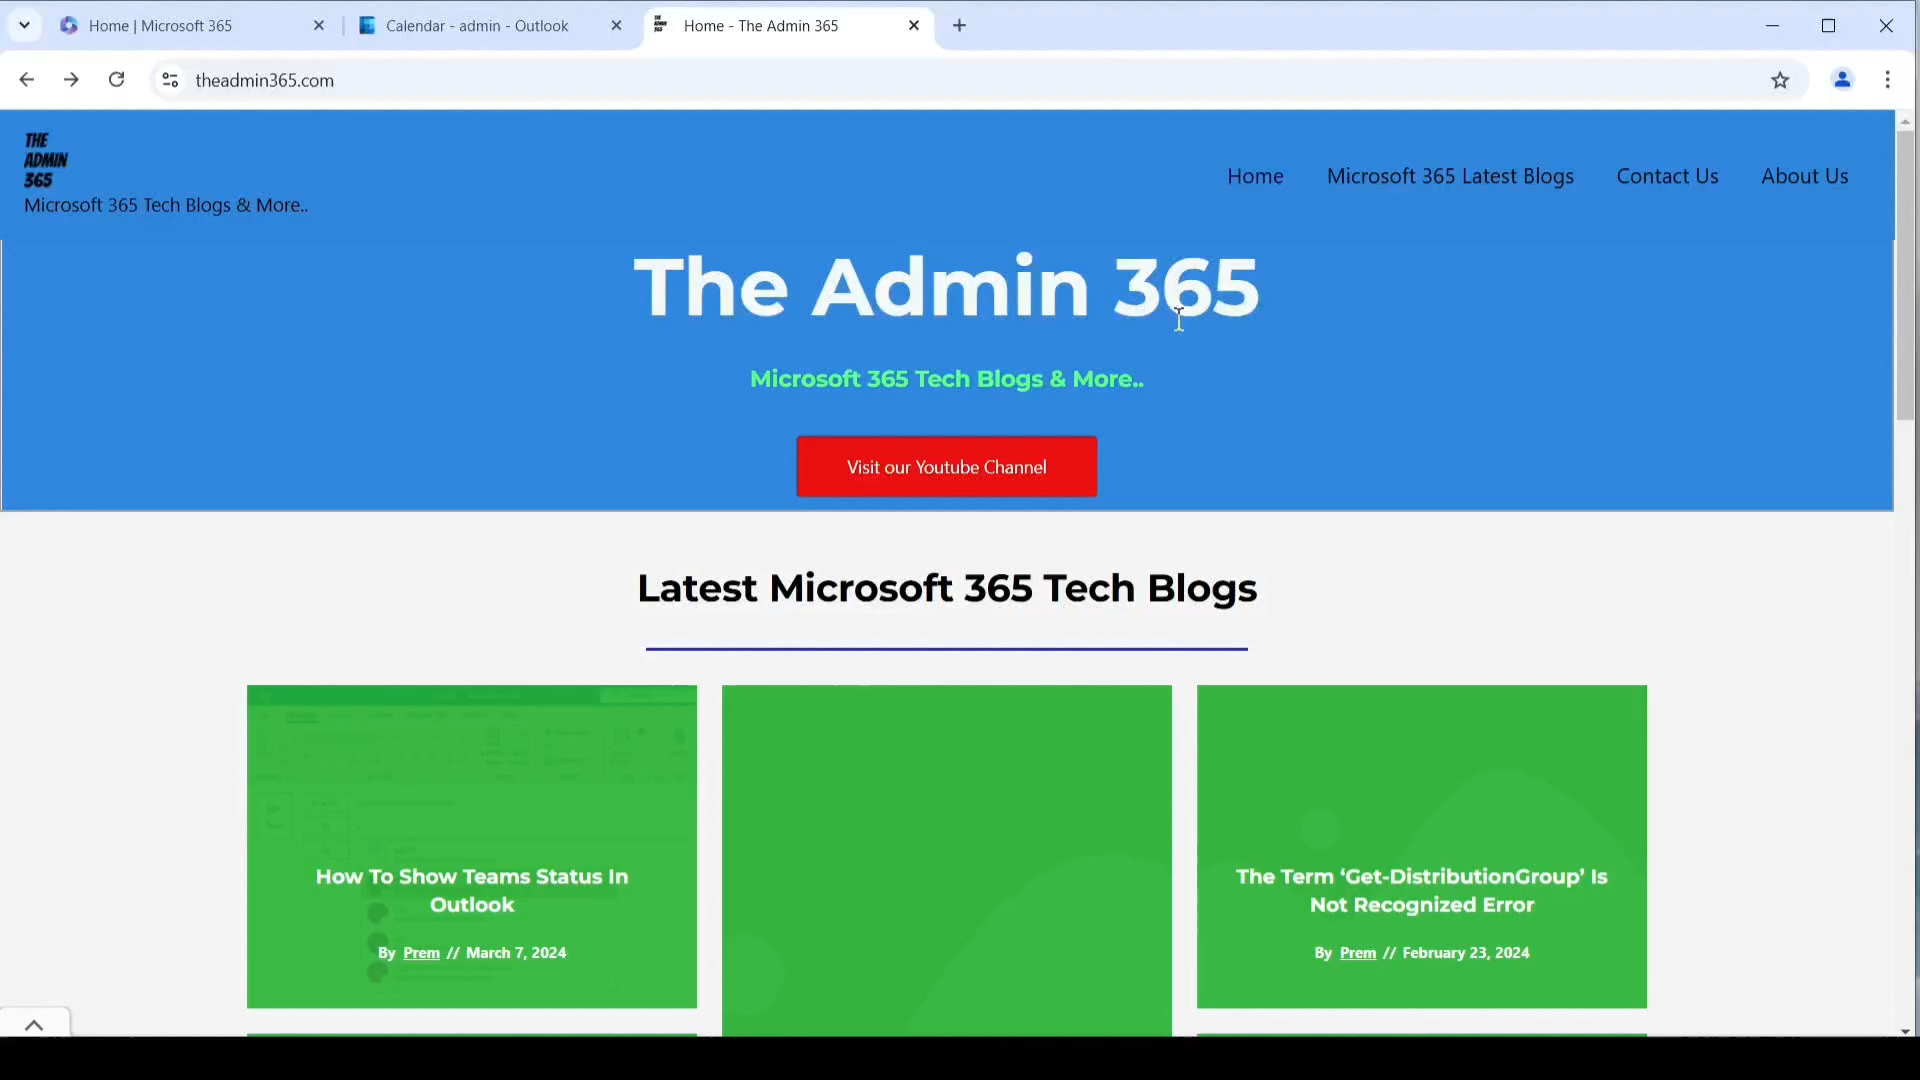 Home | Microsoft 365
Calendar - admin - Outlook
Home - The Admin 365
theadmin365.com
THE
ADMIN
365
Microsoft 365 Tech Blogs & More..
Home
Microsoft 365 Latest Blogs
Contact Us
About Us
The Admin 365
Microsoft 365 Tech Blogs & More..
Visit our Youtube Channel
Latest Microsoft 365 Tech Blogs
How To Show Teams Status In
Outlook
By Prem // March 7, 2024
The Term ‘Get-DistributionGroup’ Is
Not Recognized Error
By Prem // February 23, 2024